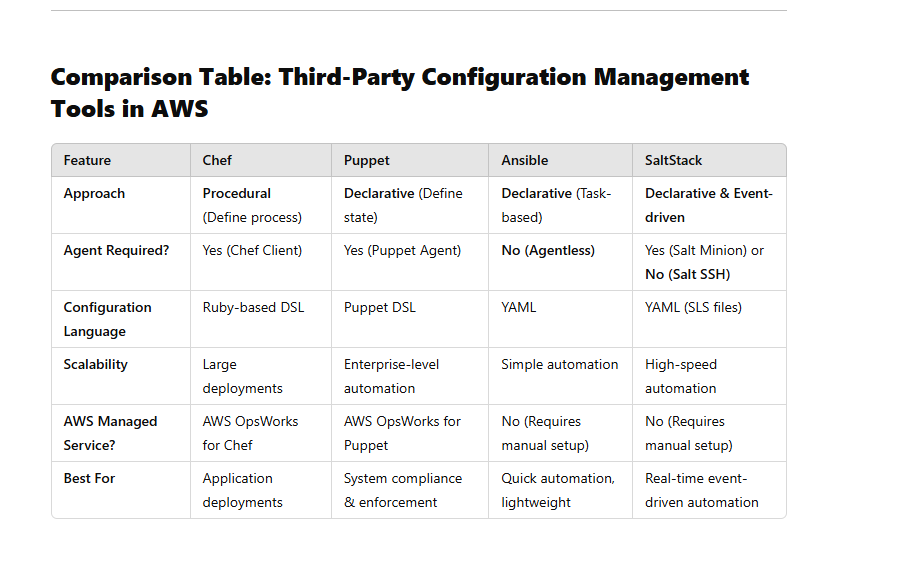 Comparison Table: Third-Party Configuration Management
Tools in AWS
Feature Chef Puppet Ansible SaltStack
Approach Procedural Declarative (Define Declarative (Task- Declarative & Event-
(Define process) state) based) driven
Agent Required? Yes (Chef Client) Yes (Puppet Agent) No (Agentless) Yes (Salt Minion) or
No (Salt SSH)
Configuration Ruby-based DSL Puppet DSL YAML YAML (SLS files)
Language
Scalability Large Enterprise-level Simple automation High-speed
deployments automation automation
AWS Managed AWS OpsWorks AWS OpsWorks for No (Requires No (Requires
Service? for Chef Puppet manual setup) manual setup)
Best For Application System compliance Quick automation, Real-time event-
deployments & enforcement lightweight driven automation